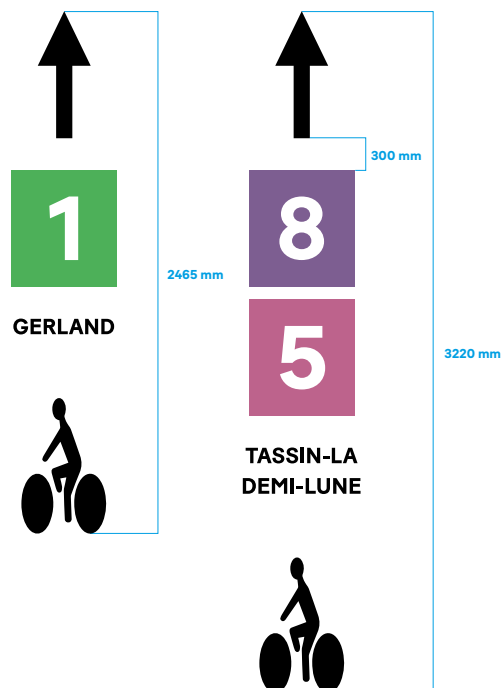 300 mm
1
8
2465 mm
GERLAND
5
3220 mm
TASSIN-LA
DEMI-LUNE